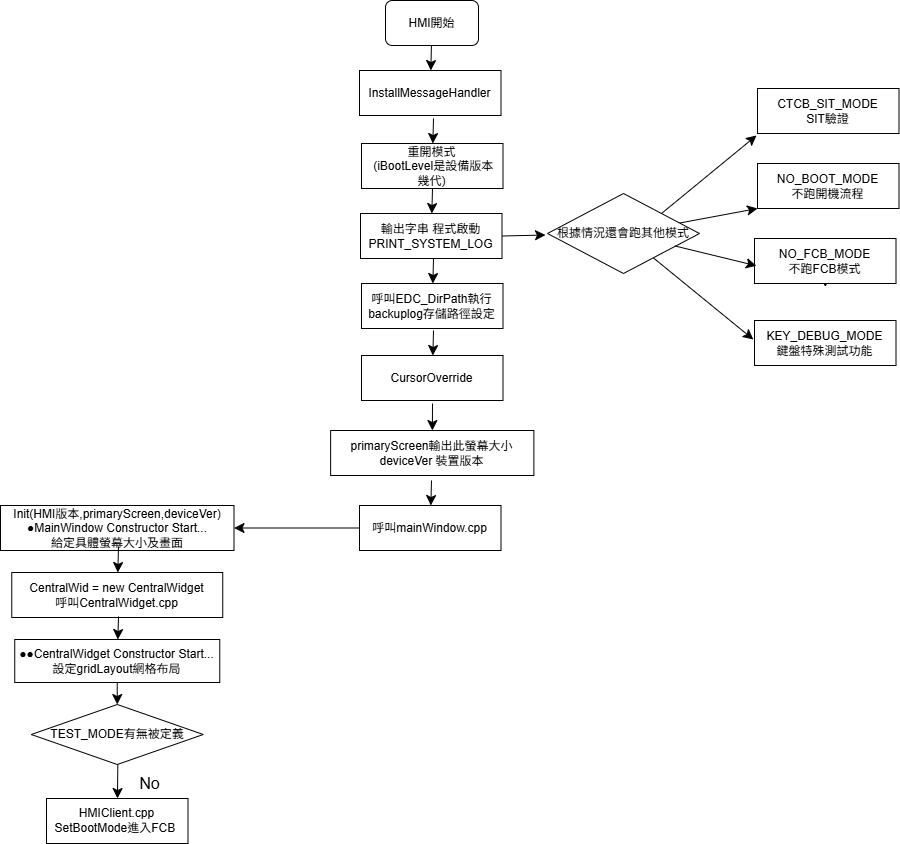 HMI開始
InstallMessageHandler
重開模式
(iBootLevel是設備版本
幾代)
輸出字串 程式啟動
PRINT_SYSTEM_LOG
根據情況還會跑其他模式
CTCB_SIT_MODE
SIT驗證
NO_BOOT_MODE
不跑開機流程
NO_FCB_MODE
不跑FCB模式
KEY_DEBUG_MODE
鍵盤特殊測試功能
呼叫EDC_DirPath執行
backuplog存儲路徑設定
CursorOverride
primaryScreen輸出此螢幕大小
deviceVer 裝置版本
呼叫mainWindow.cpp
Init(HMI版本,primaryScreen,deviceVer)
●MainWindow Constructor Start...
給定具體螢幕大小及畫面
CentralWid = new CentralWidget
呼叫CentralWidget.cpp
●●CentralWidget Constructor Start...
設定gridLayout網格布局
TEST_MODE有無被定義
No
HMIClient.cpp
SetBootMode進入FCB